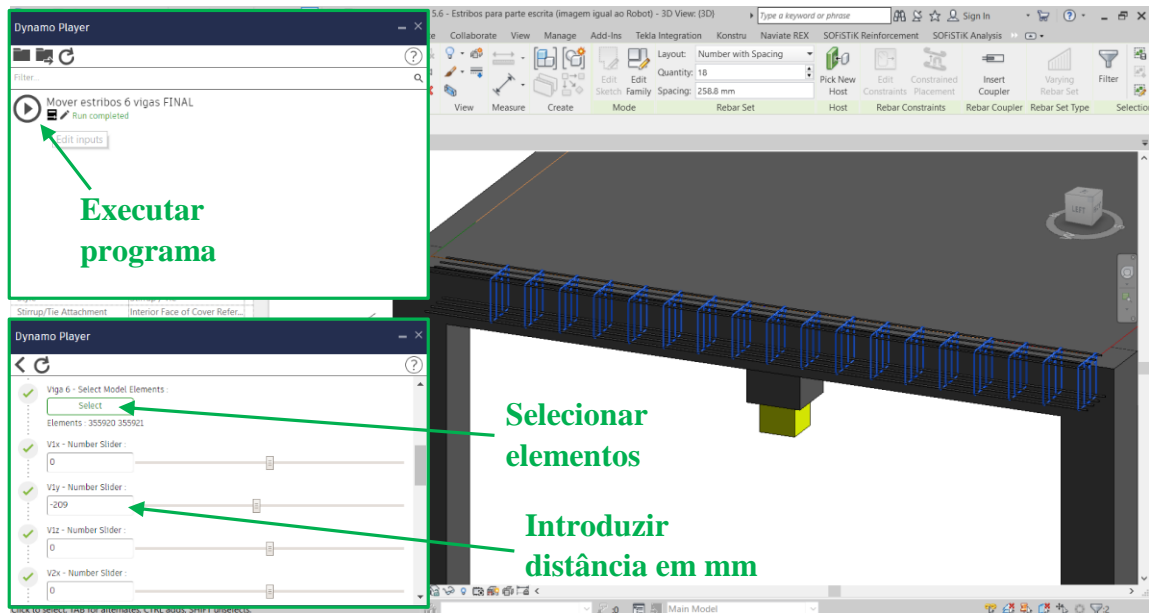 Dynamo Player
Filter...
Mover estribos 6 vigas FINAL
Run completed
Edit inputs
Executar
programa
Stirrup/Tie Attachment Interior Face of Cover Refer...
Dynamo Player
Viga 6 - Select Model Elements :
Select
Elements : 355920 355921
V1x - Number Slider :
0
V1y - Number Slider :
-209
V1z - Number Slider :
0
V2x - Number Slider :
0
Click to select, TAB for alternates, CTRL adds, SHIFT unselects.
5.6 - Estribos para parte escrita (imagem igual ao Robot) - 3D View: {3D}
Type a keyword or phrase
Sign In
Collaborate View Manage Add-Ins Tekla Integration Konstru Naviate REX SOFiSTiK Reinforcement SOFiSTiK Analysis
Edit Sketch
Edit Family
Layout: Number with Spacing
Quantity: 18
Spacing: 258.8 mm
Pick New Host
Edit Constraints
Constrained Placement
Insert Coupler
Varying Rebar Set
Filter
View Measure Create Mode Rebar Set Host Rebar Constraints Rebar Coupler Rebar Set Type Selection
LEFT
Selecionar
elementos
Introduzir
distância em mm
Main Model